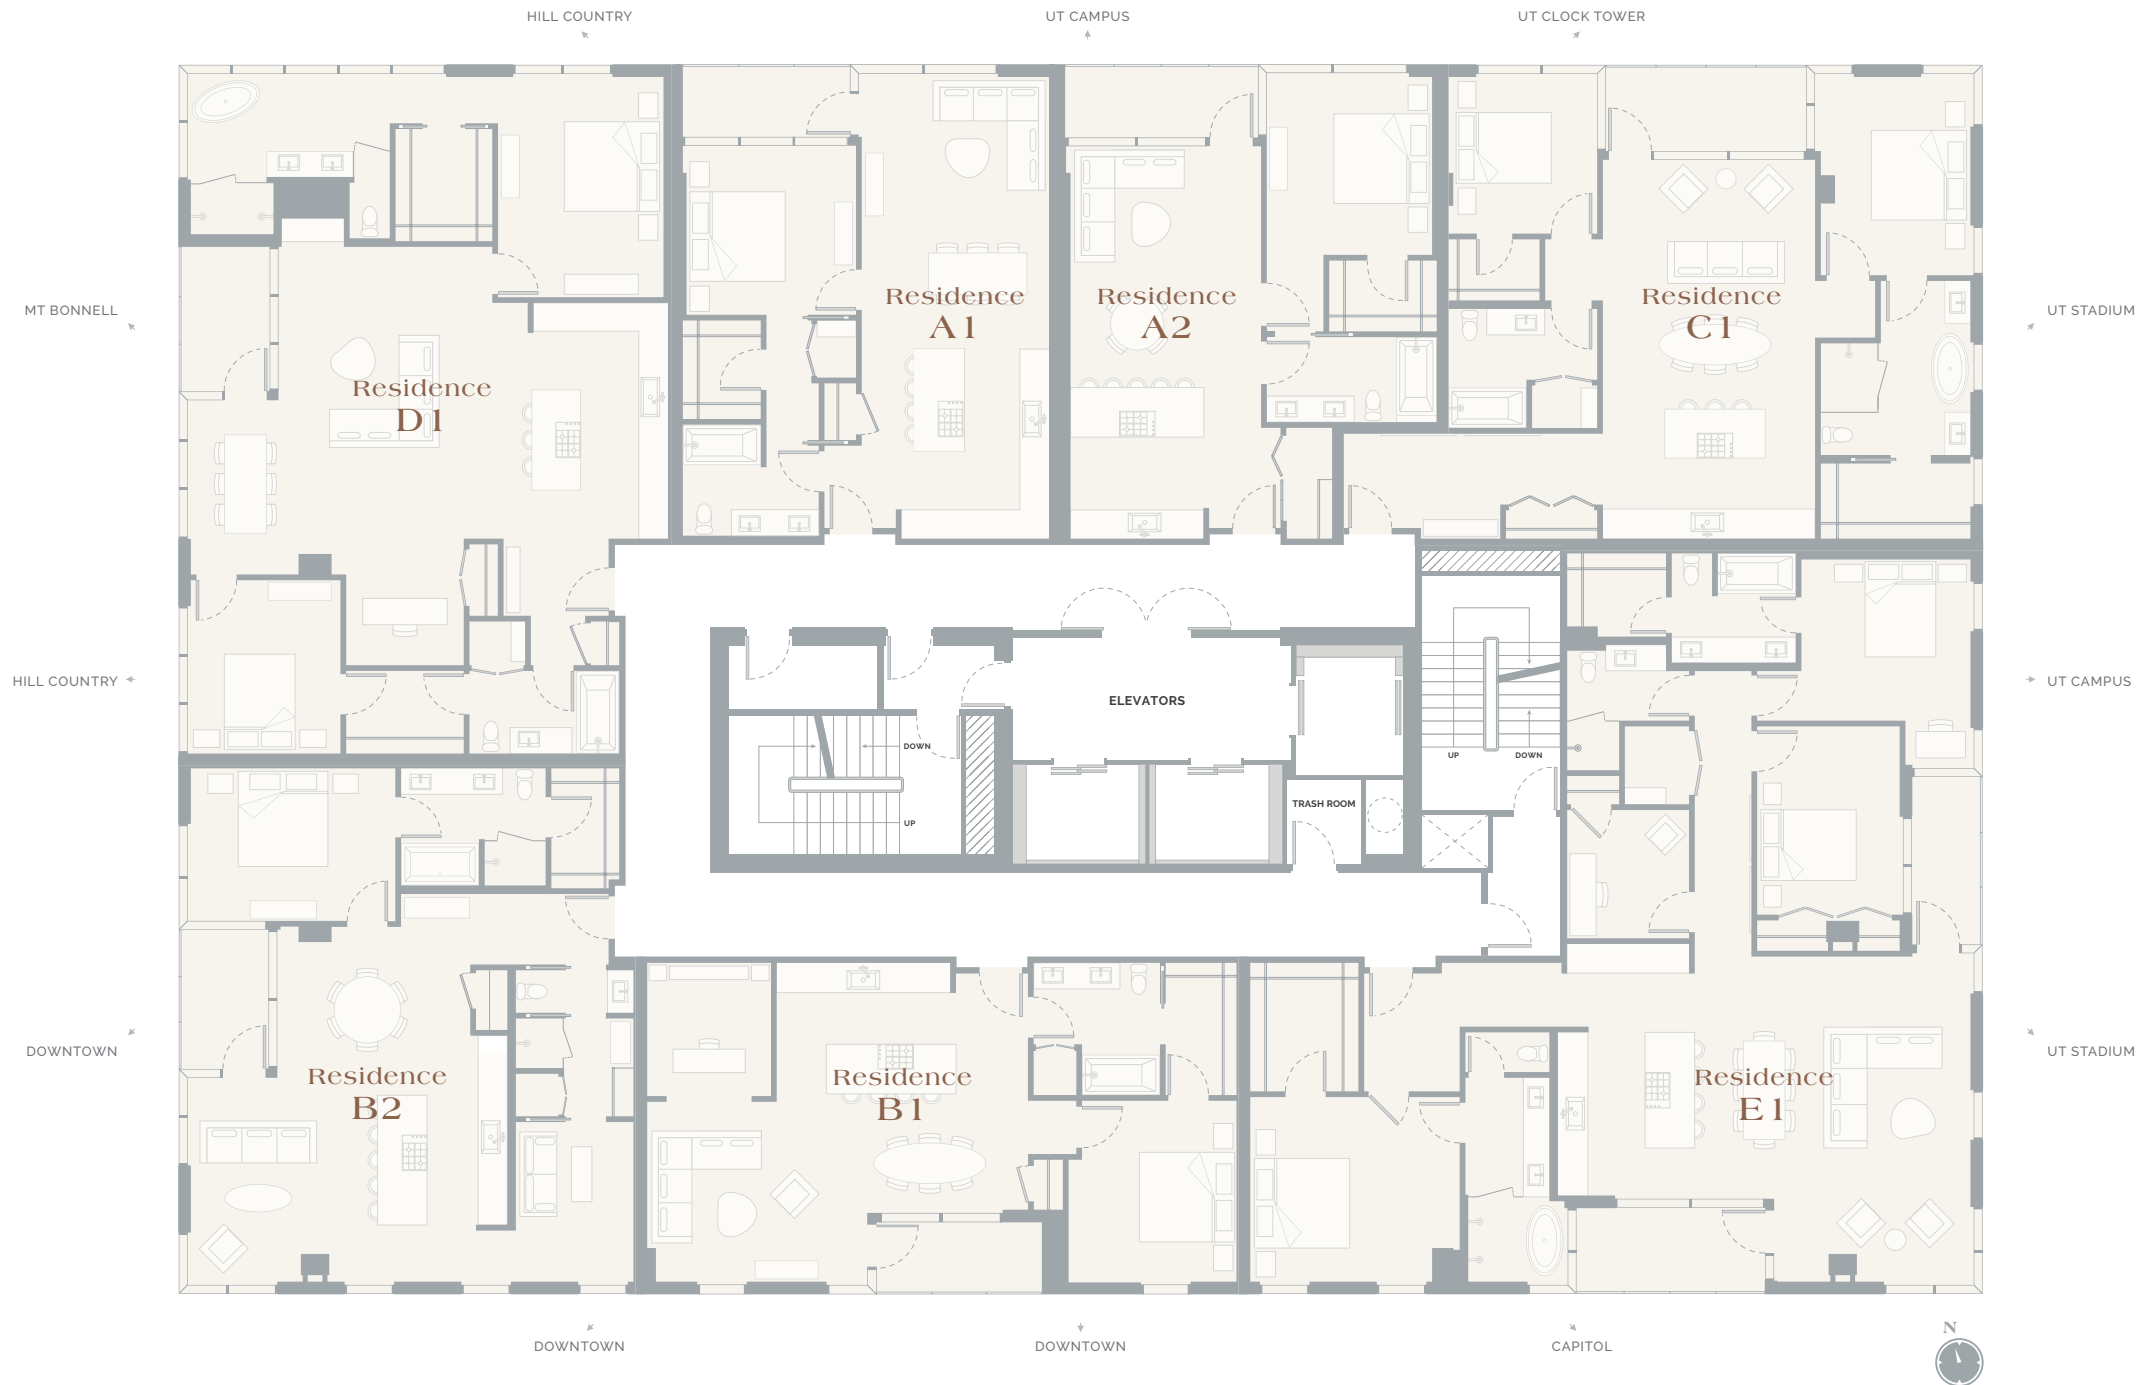 HILL COUNTRY
UT CAMPUS
UT CLOCK TOWER
MT BONNELL
Residence
A1
Residence
A2
Residence
C1
UT STADIUM
Residence
D1
HILL COUNTRY
ELEVATORS
UT CAMPUS
DOWN
UP
UP
DOWN
TRASH ROOM
DOWNTOWN
Residence
B2
Residence
B1
Residence
E1
UT STADIUM
DOWNTOWN
DOWNTOWN
CAPITOL
N